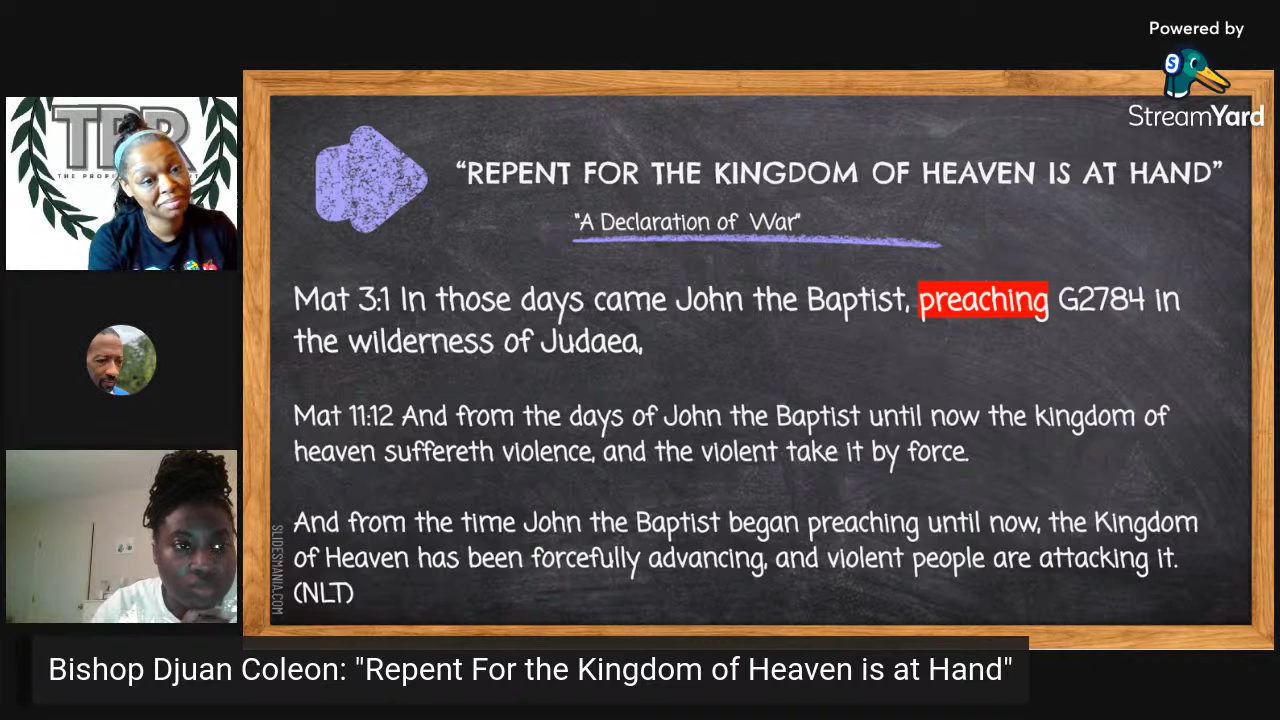 Powered by
StreamYard
TPR
"REPENT FOR THE KINGDOM OF HEAVEN IS AT HAND"
"A Declaration of War"
Mat 3:1 In those days came John the Baptist, preaching G2784 in
the wilderness of Judaea,
Mat 11:12 And from the days of John the Baptist until now the kingdom of
heaven suffereth violence, and the violent take it by force.
And from the time John the Baptist began preaching until now, the Kingdom
of Heaven has been forcefully advancing, and violent people are attacking it.
(NLT)
SLIDESMANIA.COM
Bishop Djuan Coleon: "Repent For the Kingdom of Heaven is at Hand"